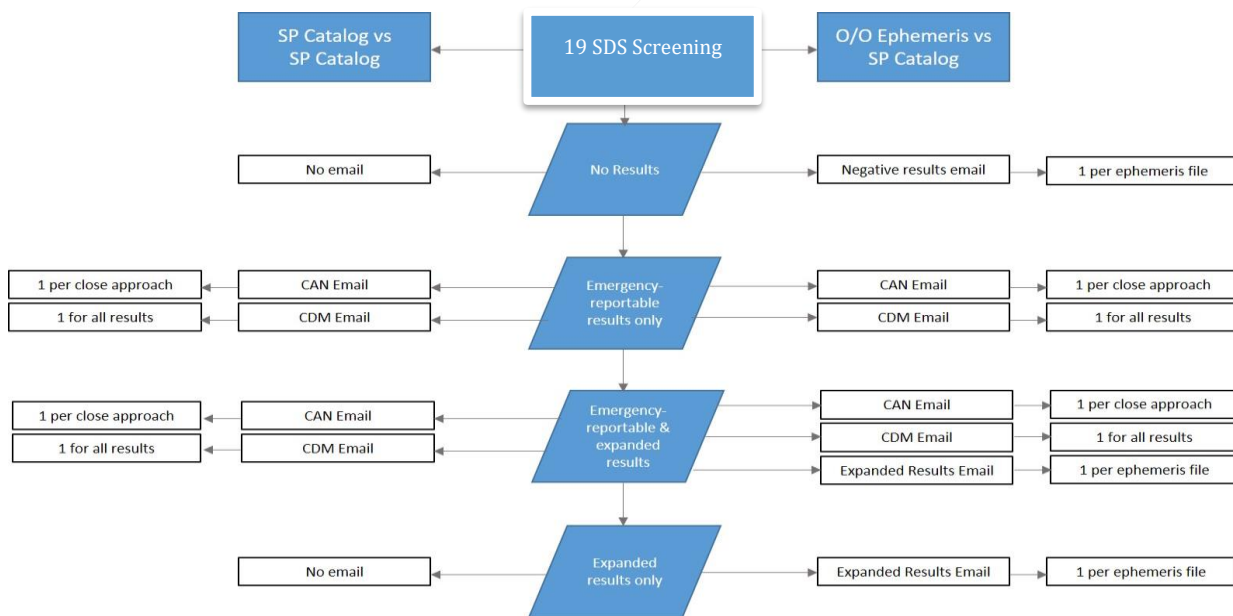 SP Catalog vs
SP Catalog
19 SDS Screening
O/O Ephemeris vs
SP Catalog
No email
No Results
Negative results email
1 per ephemeris file
1 per close approach
CAN Email
Emergency-
reportable
results only
CAN Email
1 per close approach
1 for all results
CDM Email
CDM Email
1 for all results
1 per close approach
CAN Email
Emergency-
reportable &
expanded
results
CAN Email
1 per close approach
1 for all results
CDM Email
CDM Email
1 for all results
Expanded Results Email
1 per ephemeris file
No email
Expanded
results only
Expanded Results Email
1 per ephemeris file